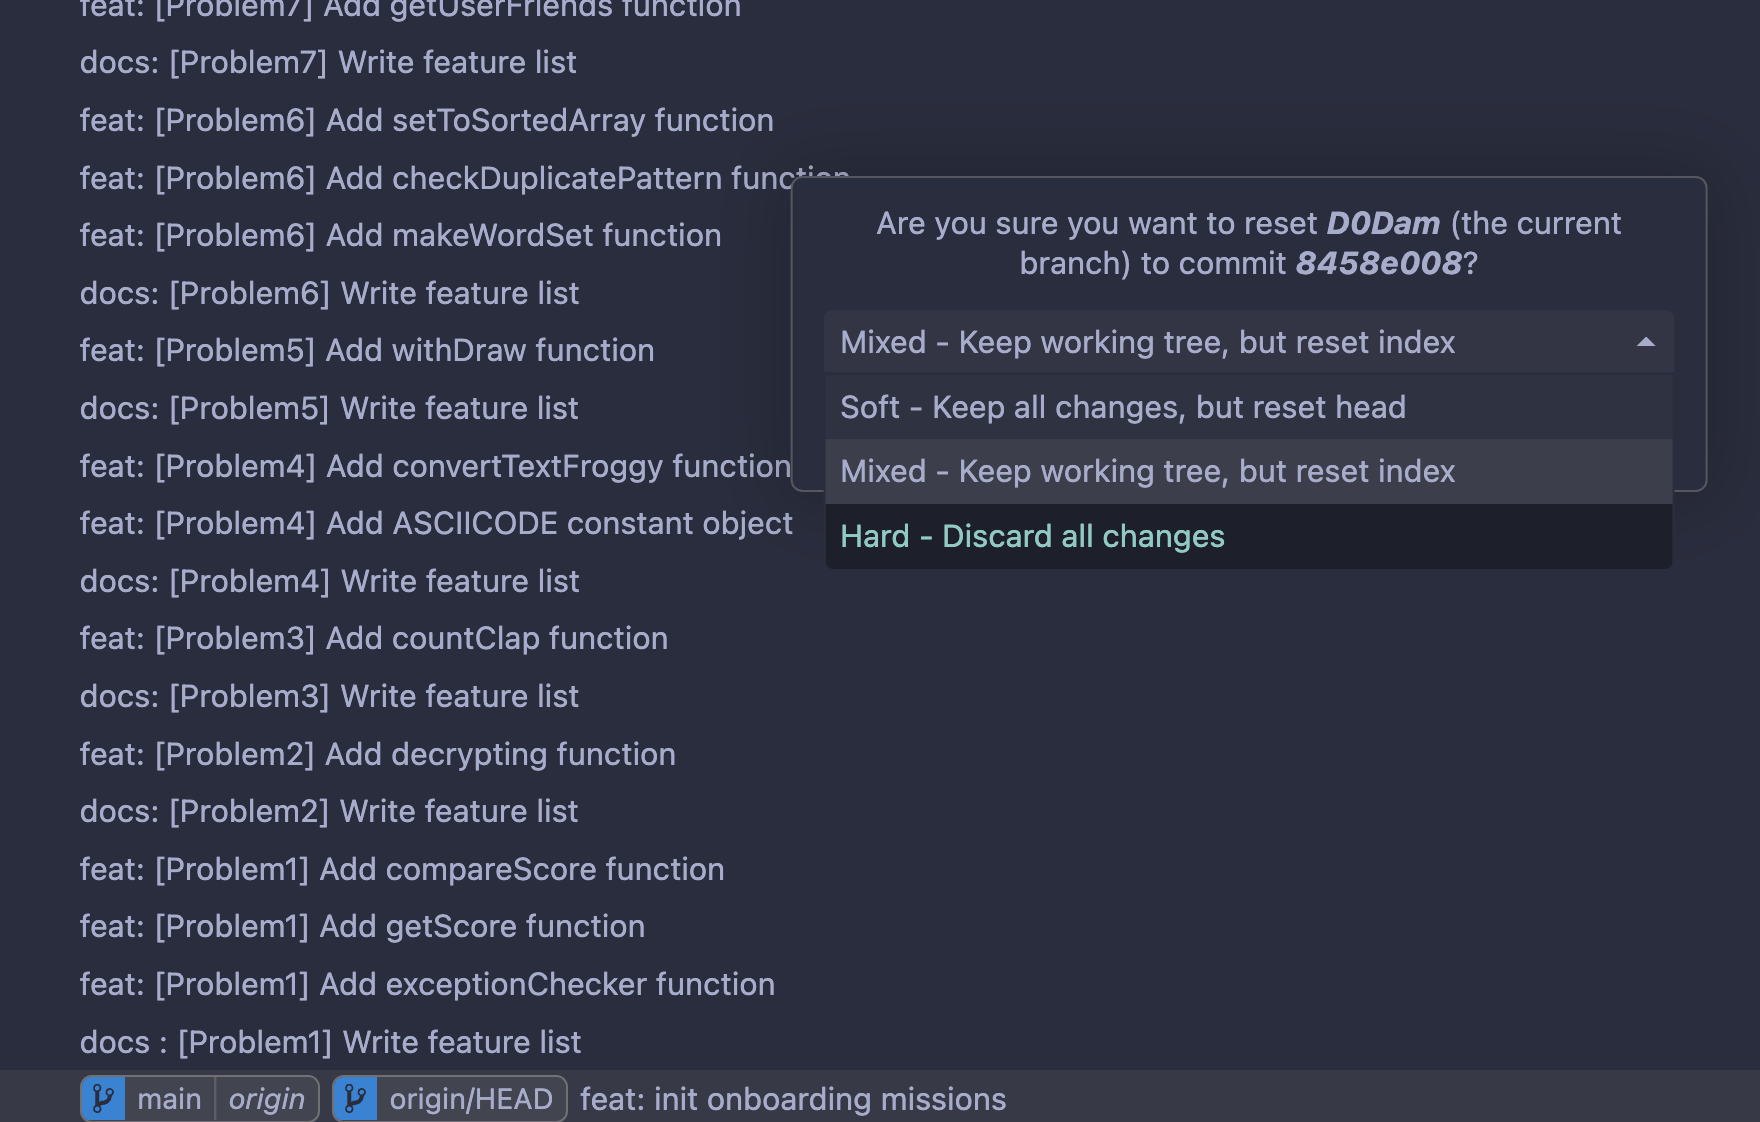 feat: [Problem7] Add getUserFriends function
docs: [Problem7] Write feature list
feat: [Problem6] Add setToSortedArray function
feat: [Problem6] Add checkDuplicatePattern function
feat: [Problem6] Add makeWordSet function
docs: [Problem6] Write feature list
feat: [Problem5] Add withDraw function
docs: [Problem5] Write feature list
feat: [Problem4] Add convertTextFroggy function
feat: [Problem4] Add ASCIICODE constant object
docs: [Problem4] Write feature list
feat: [Problem3] Add countClap function
docs: [Problem3] Write feature list
feat: [Problem2] Add decrypting function
docs: [Problem2] Write feature list
feat: [Problem1] Add compareScore function
feat: [Problem1] Add getScore function
feat: [Problem1] Add exceptionChecker function
docs : [Problem1] Write feature list
main origin origin/HEAD feat: init onboarding missions
Are you sure you want to reset D0Dam (the current
branch) to commit 8458e008?
Mixed - Keep working tree, but reset index
Soft - Keep all changes, but reset head
Mixed - Keep working tree, but reset index
Hard - Discard all changes